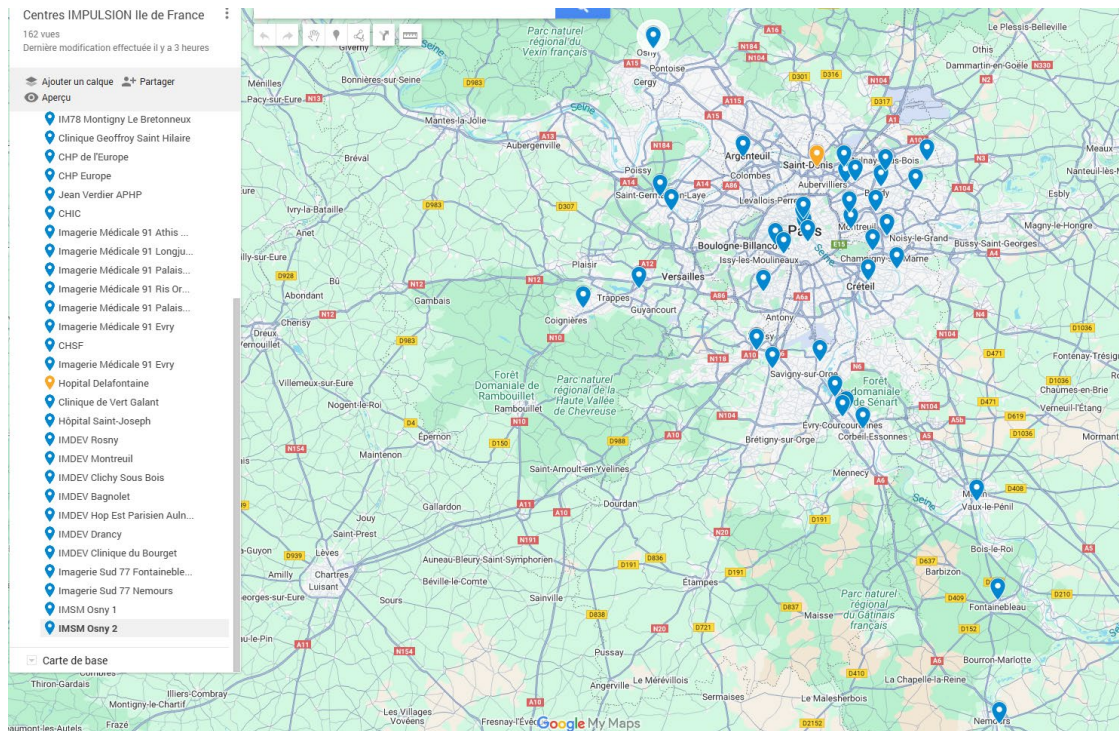 Centres IMPULSION Ile de France
162 vues
Dernière modification effectuée il y a 3 heures
Ajouter un calque
Partager
Aperçu
IM78 Montigny Le Bretonneux
Clinique Geoffroy Saint Hilaire
CHP de l'Europe
CHP Europe
Jean Verdier APHP
CHIC
Imagerie Médicale 91 Athis ...
Imagerie Médicale 91 Longju...
Imagerie Médicale 91 Palais...
Imagerie Médicale 91 Ris Or...
Imagerie Médicale 91 Palais...
Imagerie Médicale 91 Evry
CHSF
Imagerie Médicale 91 Evry
Hopital Delafontaine
Clinique de Vert Galant
Hôpital Saint-Joseph
IMDEV Rosny
IMDEV Montreuil
IMDEV Clichy Sous Bois
IMDEV Bagnolet
IMDEV Hop Est Parisien Auln...
IMDEV Drancy
IMDEV Clinique du Bourget
Imagerie Sud 77 Fontaineble...
Imagerie Sud 77 Nemours
IMSM Osny 1
IMSM Osny 2
Carte de base
Thiron-Gardais
Illiers-Combray
Montigny-le-Chartif
Frazé
Parc naturel
régional du
Vexin français
Osny
Pontoise
Cergy
Le Plessis-Belleville
Othis
Dammartin-en-Goële
Giverny
Ménilles
Pacy-sur-Eure
Bonnières-sur-Seine
Mantes-la-Jolie
Seine
Aubergenville
Bréval
Poissy
Argenteuil
Colombes
Saint-Denis
Aubervilliers
Meaux
Esbly
Ivry-la-Bataille
Anet
Levallois-Perre
Paris
Montreuil
Noisy-le-Grand
Bussy-Saint-Georges
Magny-le-Hongre
Boulogne-Billanco
Issy-les-Moulineaux
Champigny
Marne
Créteil
Plaisir
Versailles
Trappes
Guyancourt
Coignières
Antony
Abondant
Bû
Gambais
Cherisy
Dreux
Vernouillet
Savigny-sur-Orge
Villemeux-sur-Eure
Nogent-le-Roi
Forêt
Domaniale de
Rambouillet
Rambouillet
Parc naturel
régional de la
Haute Vallée
de Chevreuse
Forêt
de Sénart
Evry-Courcouronnes
Corbeil-Essonnes
Brétigny-sur-Orge
Fontenay-Trésig
Chaumes-en-Brie
Verneuil-l'Étang
Mormant
Épernon
Maintenon
Saint-Arnoult-en-Yvelines
Dourdan
Mennecy
Seine
Vaux-le-Pénil
Gallardon
Jouy
Saint-Prest
Lèves
Chartres
Luisant
Amilly
Auneau-Bleury-Saint-Symphorien
Béville-le-Comte
Sainville
Étampes
Bois-le-Roi
Barbizon
Fontainebleau
Sours
Parc naturel
régional
du Gâtinais
français
Maisse
Pussay
Bourron-Marlotte
La Chapelle-la-Reine
Angerville
Le Mérévillois
Sermaises
Le Malesherbois
Les Villages
Vovéens
Nemours
Google My Maps